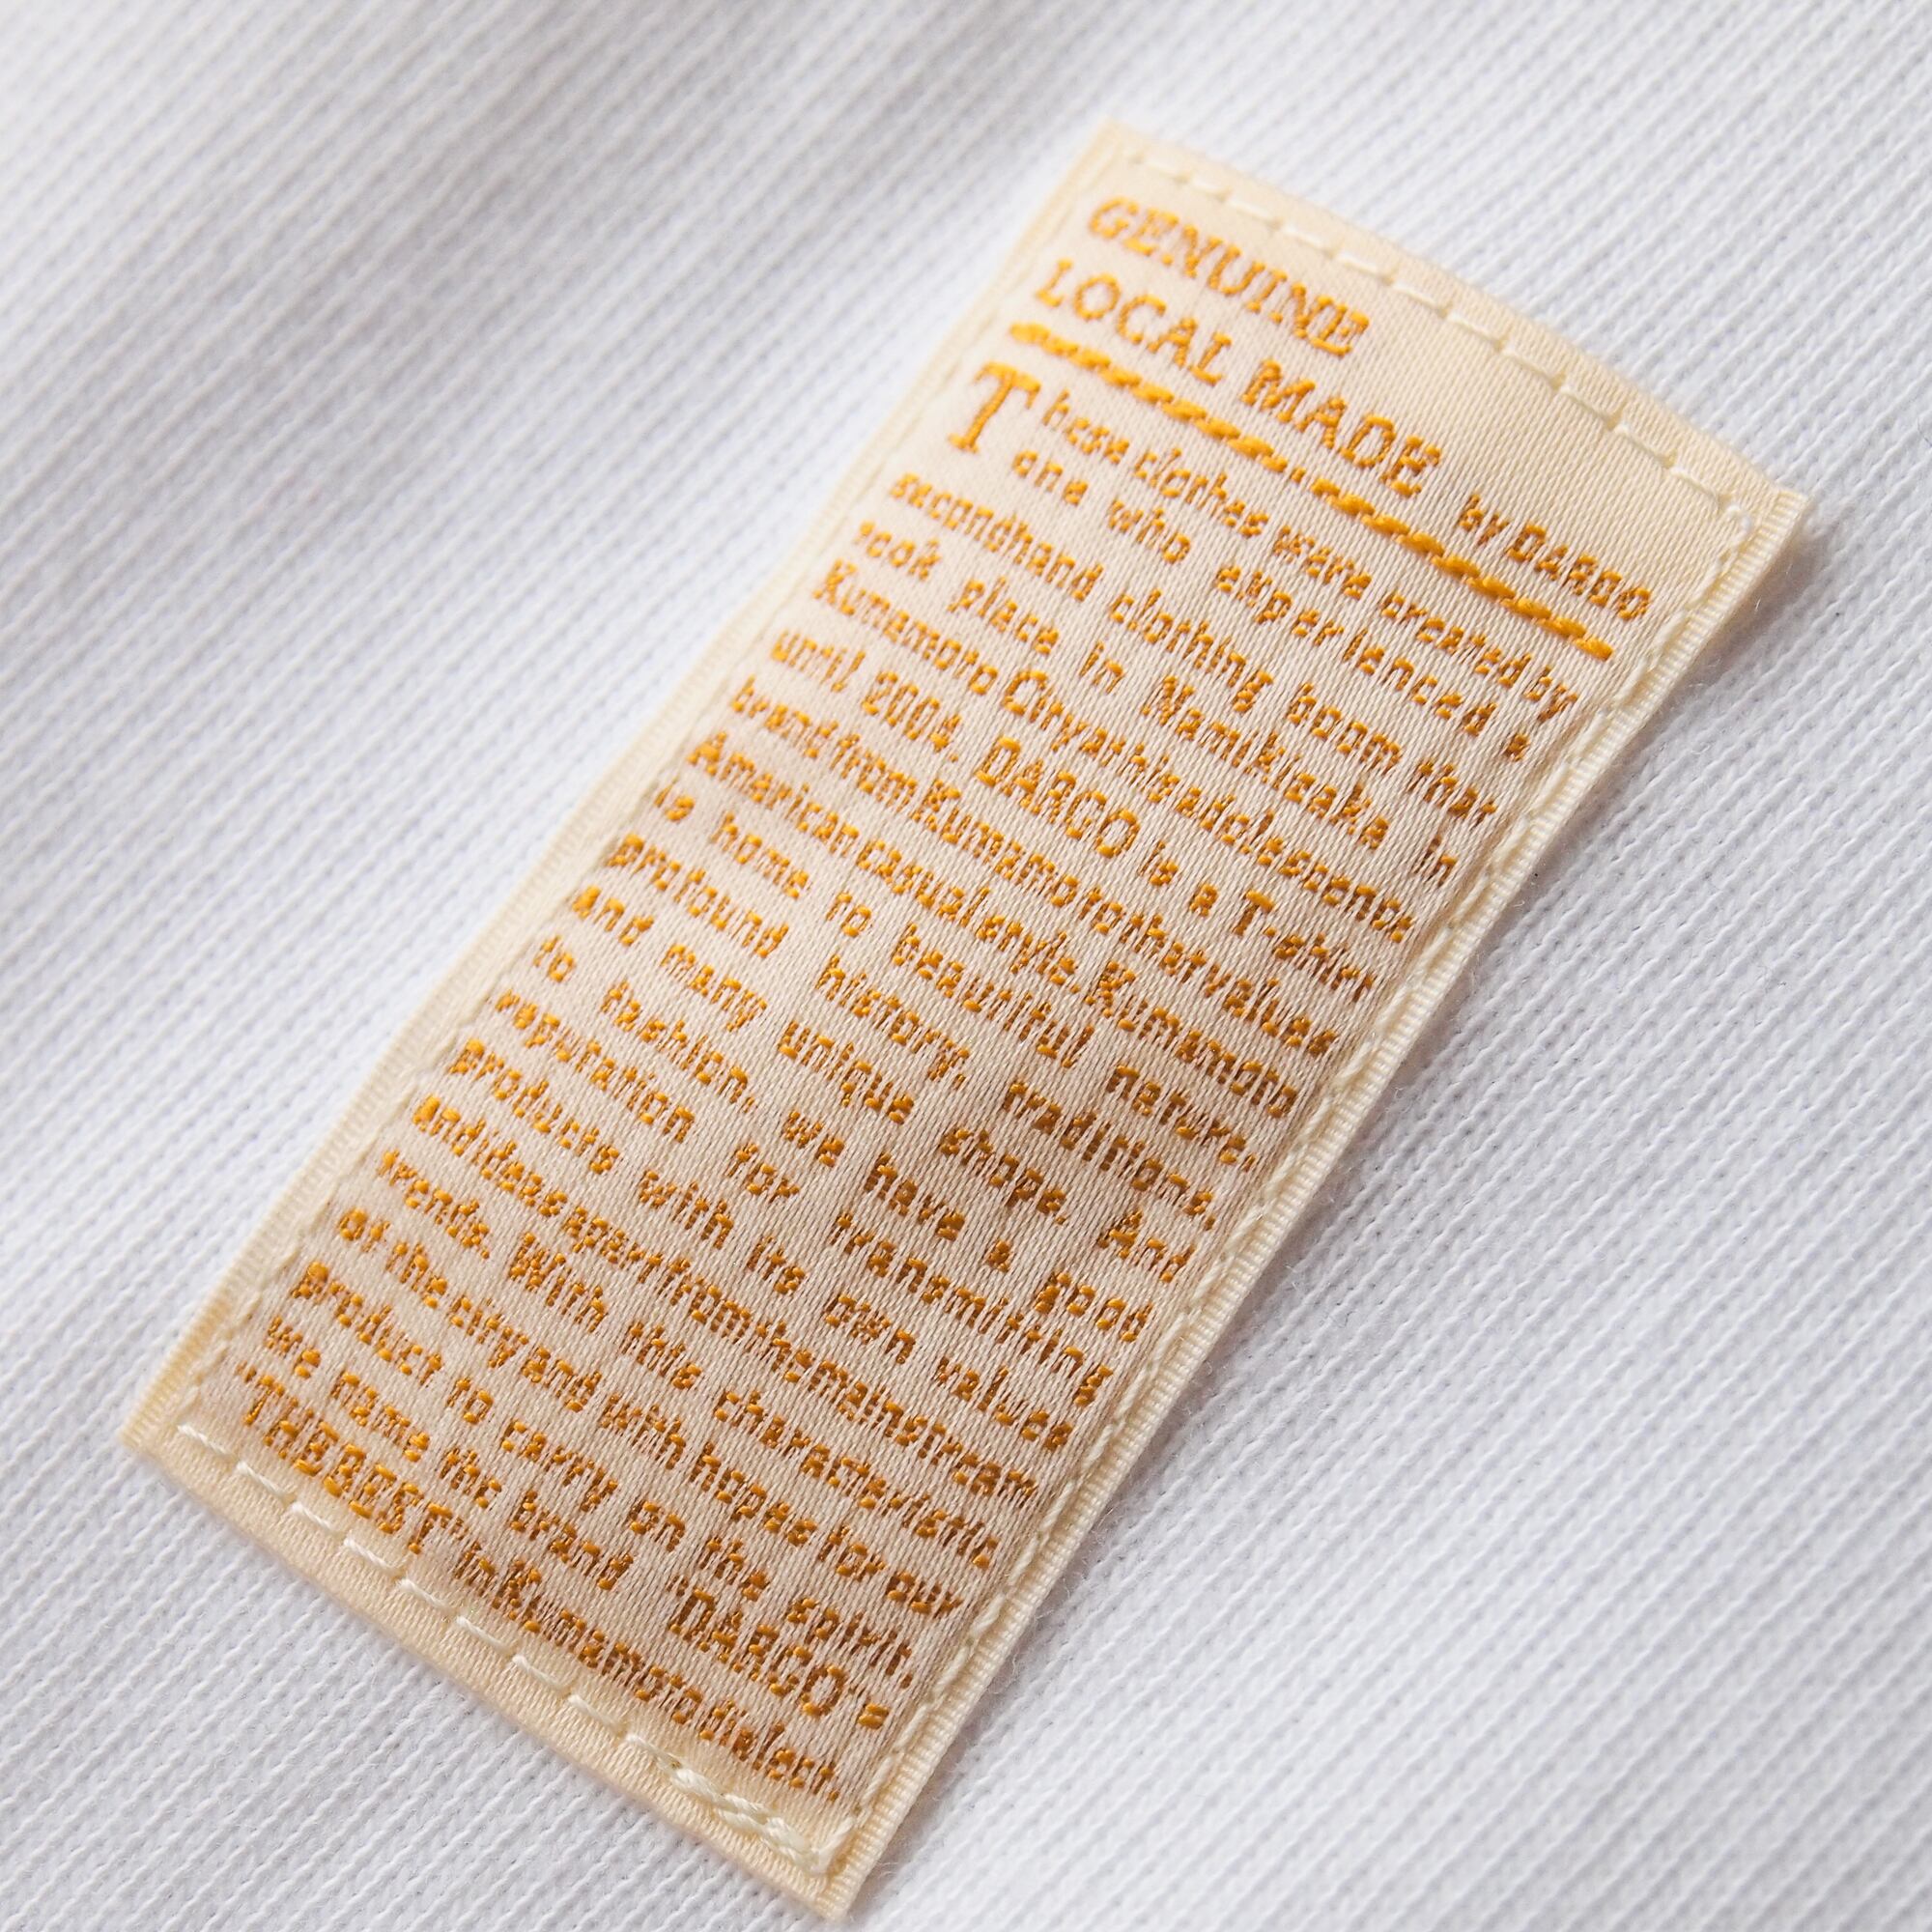 GENUINE
LOCAL MADE by DARGO
These clothes were created by
one who experienced a
secondhand clothing boom that
took place in Namikizaka in
Kumamoto City at his adolescence
until 2004. DARGO is a T-shirt
brand from Kumamoto that values
American casual style. Kumamoto
is home to beautiful nature,
profound history, traditions,
and many unique shops. And
to fashion, we have a good
reputation for transmitting
products with its own values
and ideas apart from the mainstream
trends. With this characteristic
of the city and with hopes for our
product to carry on the spirit,
we name the brand "DARGO"s
"THE BEST" in Kumamoto dialect.